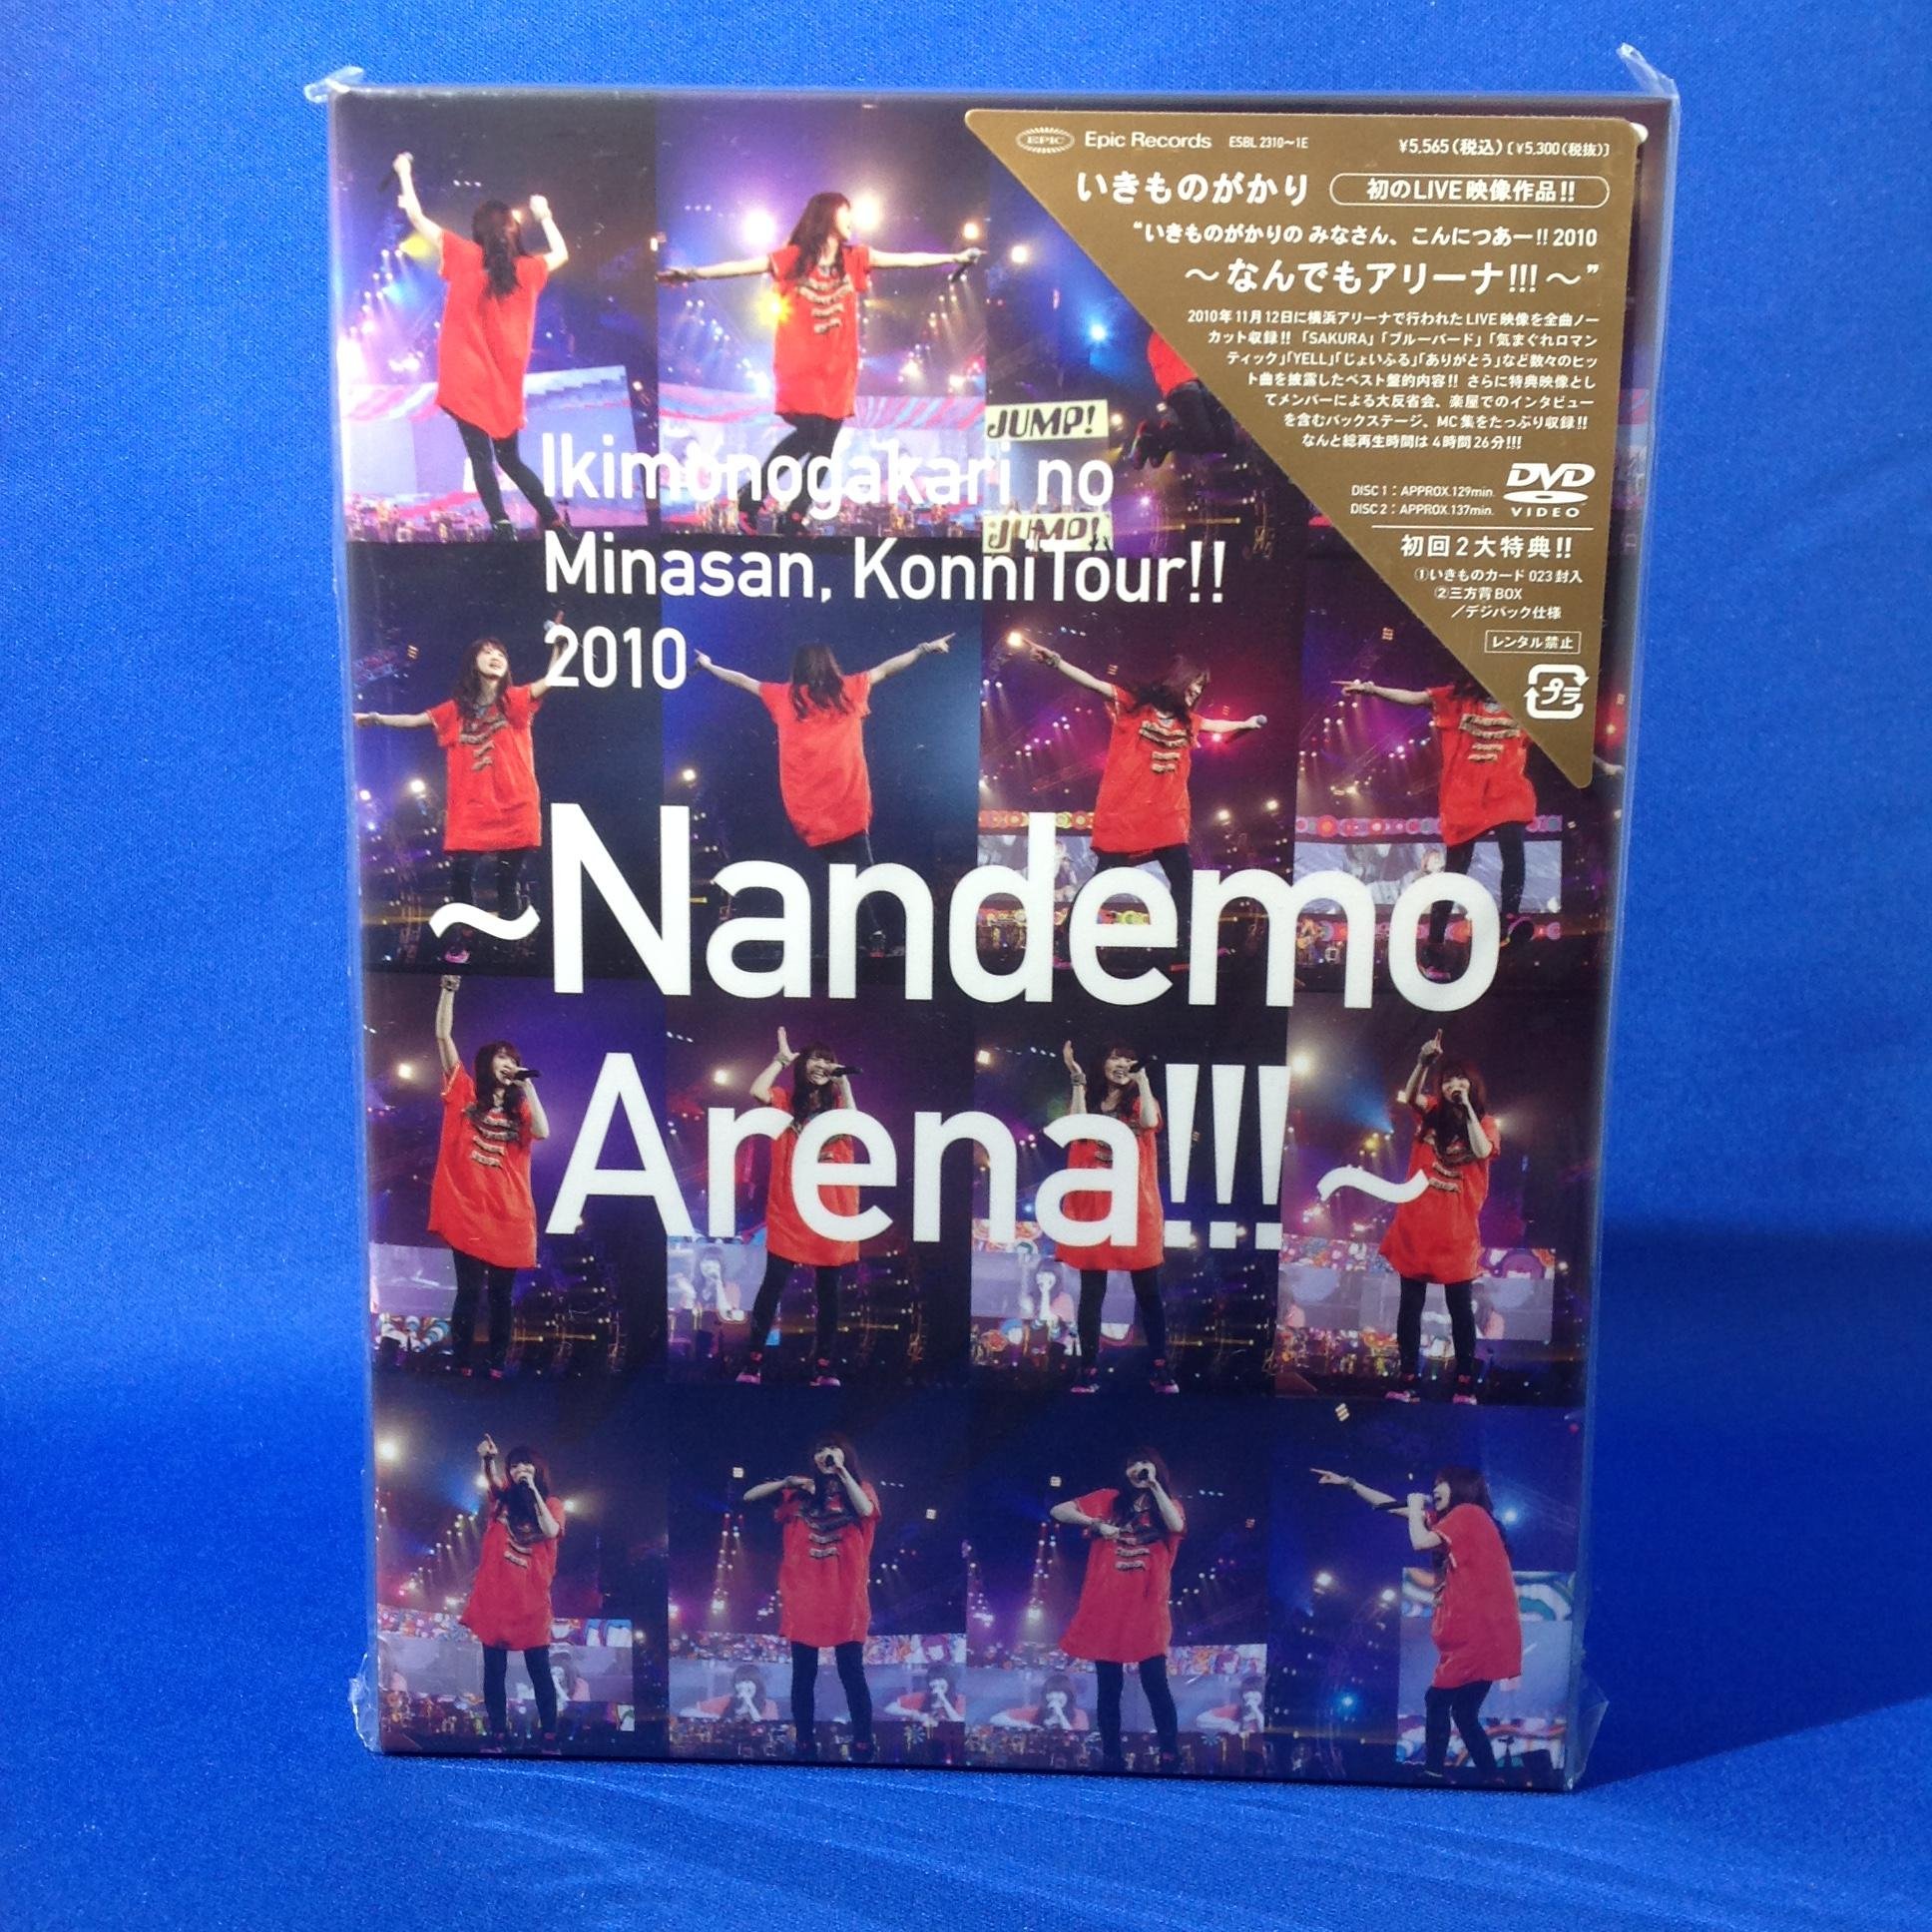 EPIC Epic Records ESBL 2310〜1E ¥5,565(税込)[¥5,300(税抜)]
いきものがかり 初のLIVE映像作品!!
“いきものがかりの みなさん、こんにつあー!! 2010
〜なんでもアリーナ!!!〜”
2010年11月12日に横浜アリーナで行われたLIVE映像を全曲ノー
カット収録!!「SAKURA」「ブルーバード」「気まぐれロマン
ティック」「YELL」「じょいふる」「ありがとう」など数々のヒッ
ト曲を披露したベスト盤的内容!! さらに特典映像とし
てメンバーによる大反省会、楽屋でのインタビュー
を含むバックステージ、MC集をたっぷり収録!!
なんと総再生時間は4時間26分!!!
DISC 1：APPROX.129min.
DISC 2：APPROX.137min.
DVD
VIDEO
初回2大特典!!
①いきものカード 023 封入
②三方背BOX
／デジパック仕様
レンタル禁止
プラ
JUMP!
JUMP!
Ikimonogakari no
Minasan, KonniTour!!
2010
~Nandemo
Arena!!!~